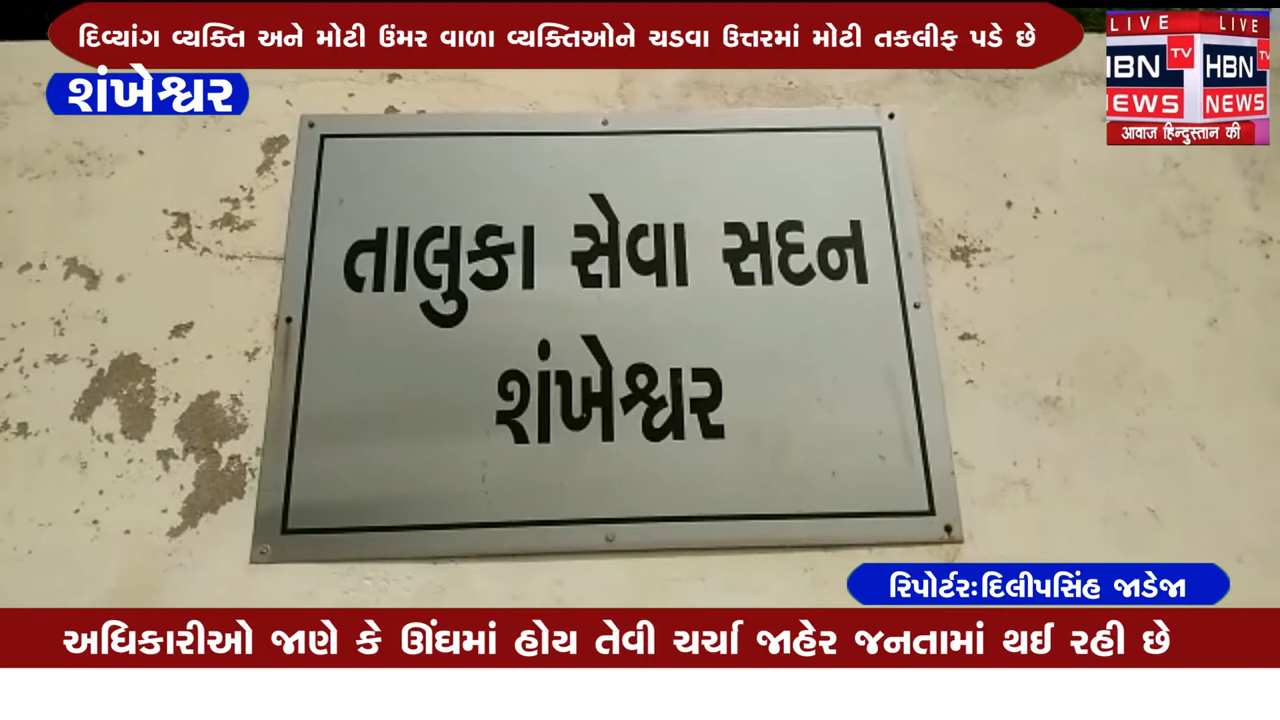 દિવ્યાંગ વ્યક્તિ અને મોટી ઉંમર વાળા વ્યક્તિઓને ચડવા ઉત્તરમાં મોટી તકલીફ પડે છે
શંખેશ્વર
LIVE LIVE
HBN TV HBN TV
NEWS NEWS
आवाज हिन्दुस्तान की
તાલુકા સેવા સદન
શંખેશ્વર
રિપોર્ટર:દિલીપસિંહ જાડેજા
અધિકારીઓ જાણે કે ઊંઘમાં હોય તેવી ચર્ચા જાહેર જનતામાં થઈ રહી છે